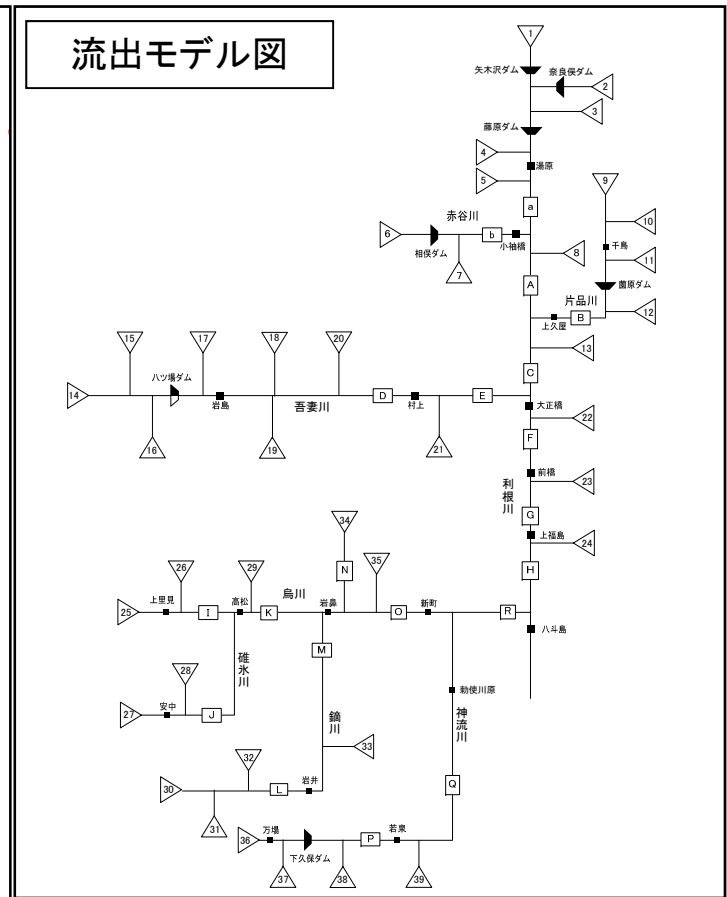 流出モデル図
1
矢木沢ダム
奈良俣ダム
2
3
藤原ダム
4
湯原
5
9
a
赤谷川
10
6
b
小袖橋
千鳥
相俣ダム
7
8
11
A
薗原ダム
片品川
B
12
上久屋
13
15
17
18
20
C
八ツ場ダム
14
岩島
吾妻川
D
村上
E
大正橋
22
16
19
21
F
前橋
利根川
23
G
34
上福島
24
26
29
N
35
H
烏川
上里見
高松
岩鼻
新町
25
I
K
O
R
八斗島
M
碓氷川
28
安中
勅使川原
27
J
鏑川
神流川
32
33
岩井
30
L
Q
31
万場
若泉
36
P
下久保ダム
37
38
39